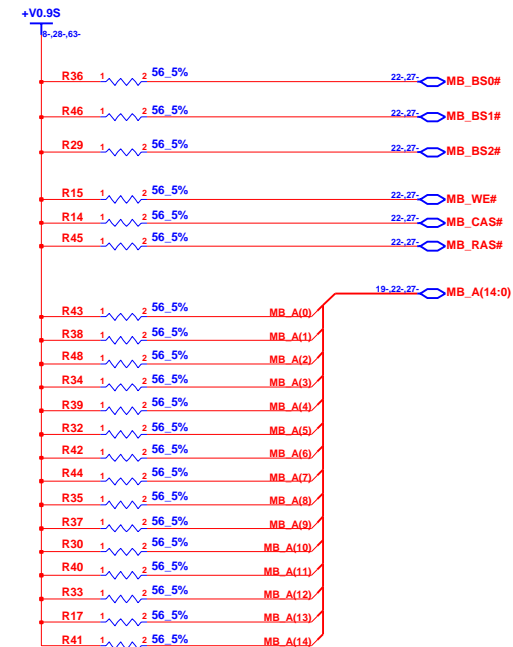 +V0.9S
8-,28-,63-
R36 1 2 56_5% 22-,27- MB_BS0#
R46 1 2 56_5% 22-,27- MB_BS1#
R29 1 2 56_5% 22-,27- MB_BS2#
R15 1 2 56_5% 22-,27- MB_WE#
R14 1 2 56_5% 22-,27- MB_CAS#
R45 1 2 56_5% 22-,27- MB_RAS#
19-,22-,27- MB_A(14:0)
R43 1 2 56_5% MB_A(0)
R38 1 2 56_5% MB_A(1)
R48 1 2 56_5% MB_A(2)
R34 1 2 56_5% MB_A(3)
R39 1 2 56_5% MB_A(4)
R32 1 2 56_5% MB_A(5)
R42 1 2 56_5% MB_A(6)
R44 1 2 56_5% MB_A(7)
R35 1 2 56_5% MB_A(8)
R37 1 2 56_5% MB_A(9)
R30 1 2 56_5% MB_A(10)
R40 1 2 56_5% MB_A(11)
R33 1 2 56_5% MB_A(12)
R17 1 2 56_5% MB_A(13)
R41 1 2 56_5% MB_A(14)